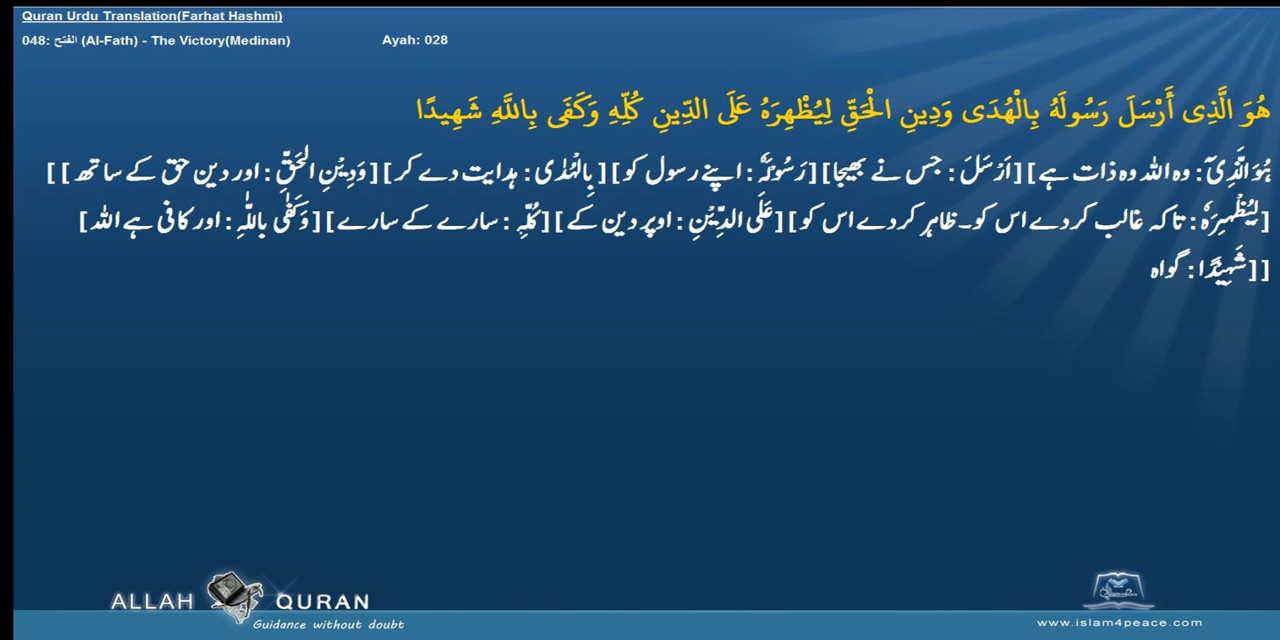 Quran Urdu Translation(Farhat Hashmi)
048: الفتح (Al-Fath) - The Victory(Medinan) Ayah: 028
هُوَ الَّذِی أَرْسَلَ رَسُولَهُ بِالْهُدَی وَدِينِ الْحَقِّ لِيُظْهِرَهُ عَلَی الدِّينِ كُلِّهِ وَكَفَی بِاللَّهِ شَهِيدًا
هُوَ الَّذِیْۤ : وہ اللہ وہ ذات ہے] [اَرْسَلَ : جس نے بھیجا] [رَسُوْلَہٗ : اپنے رسول کو] [بِالْہُدٰی : ہدایت دے کر] [وَدِیْنِ الْحَقِّ : اور دین حق کے ساتھ] ]
[لِیُظْہِرَہٗ : تاکہ غالب کردے اس کو۔ ظاہر کردے اس کو] [عَلَی الدِّیْنِ : اوپر دین کے] [کُلِّہٖ : سارے کے سارے] [وَکَفٰی بِاللّٰہِ : اور کافی ہے اللہ]
[ [شَہِیْدًا : گواہ
ALLAH QURAN
Guidance without doubt
www.islam4peace.com